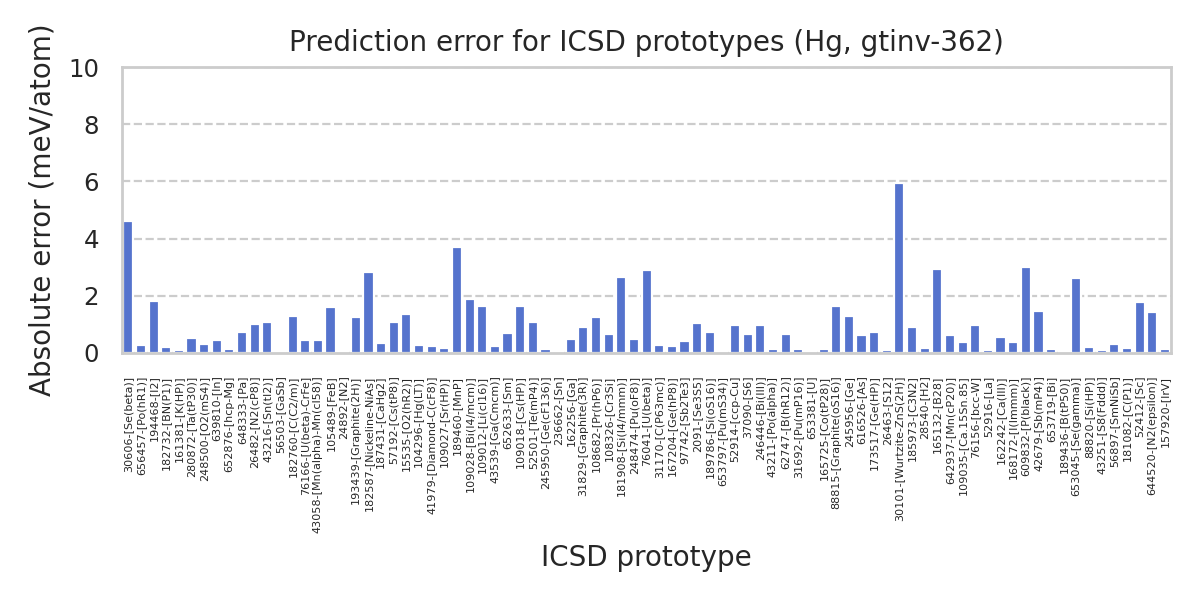 Prediction error for ICSD prototypes (Hg, gtinv-362)
Absolute error (meV/atom)
10
8
6
4
2
0
30606-[Se(beta)]
656457-[Po(hR1)]
194468-[I2]
182732-[BN(P1)]
161381-[K(HP)]
280872-[Ta(tP30)]
248500-[O2(mS4)]
639810-[In]
652876-[hcp-Mg]
648333-[Pa]
26482-[N2(cP8)]
43216-[Sn(tI2)]
56503-[GaSb]
182760-[C(C2/m)]
76166-[U(beta)-CrFe]
43058-[Mn(alpha)-Mn(cI58)]
105489-[FeB]
24892-[N2]
193439-[Graphite(2H)]
182587-[Nickeline-NiAs]
187431-[CaHg2]
57192-[Cs(tP8)]
15535-[O2(hR2)]
104296-[Hg(LT)]
41979-[Diamond-C(cF8)]
109027-[Sr(HP)]
189460-[MnP]
109028-[Bi(I4/mcm)]
109012-[Li(cI16)]
43539-[Ga(Cmcm)]
652633-[Sm]
109018-[Cs(HP)]
52501-[Te(mP4)]
245950-[Ge(cF136)]
236662-[Sn]
162256-[Ga]
31829-[Graphite(3R)]
108682-[Pr(hP6)]
108326-[Cr3Si]
181908-[Si(I4/mmm)]
248474-[Pu(oF8)]
76041-[U(beta)]
31170-[C(P63mc)]
167204-[Ge(hP8)]
97742-[Sb2Te3]
2091-[Se3S5]
189786-[Si(oS16)]
653797-[Pu(mS34)]
52914-[ccp-Cu]
37090-[S6]
246446-[Bi(III)]
43211-[Po(alpha)]
62747-[B(hR12)]
31692-[P(mP16)]
653381-[U]
165725-[Co(tP28)]
88815-[Graphite(oS16)]
245956-[Ge]
616526-[As]
173517-[Ge(HP)]
26463-[S12]
30101-[Wurtzite-ZnS(2H)]
185973-[C3N2]
28540-[H2]
165132-[B28]
642937-[Mn(cP20)]
109035-[Ca.15Sn.85]
76156-[bcc-W]
52916-[La]
162242-[Ca(III)]
168172-[I(Immm)]
609832-[P(black)]
42679-[Sb(mP4)]
653719-[Bi]
189436-[B(tP50)]
653045-[Se(gamma)]
88820-[Si(HP)]
432511-[S8(Fddd)]
56897-[SmNiSb]
181082-[C(P1)]
52412-[Sc]
644520-[N2(epsilon)]
157920-[IrV]
ICSD prototype